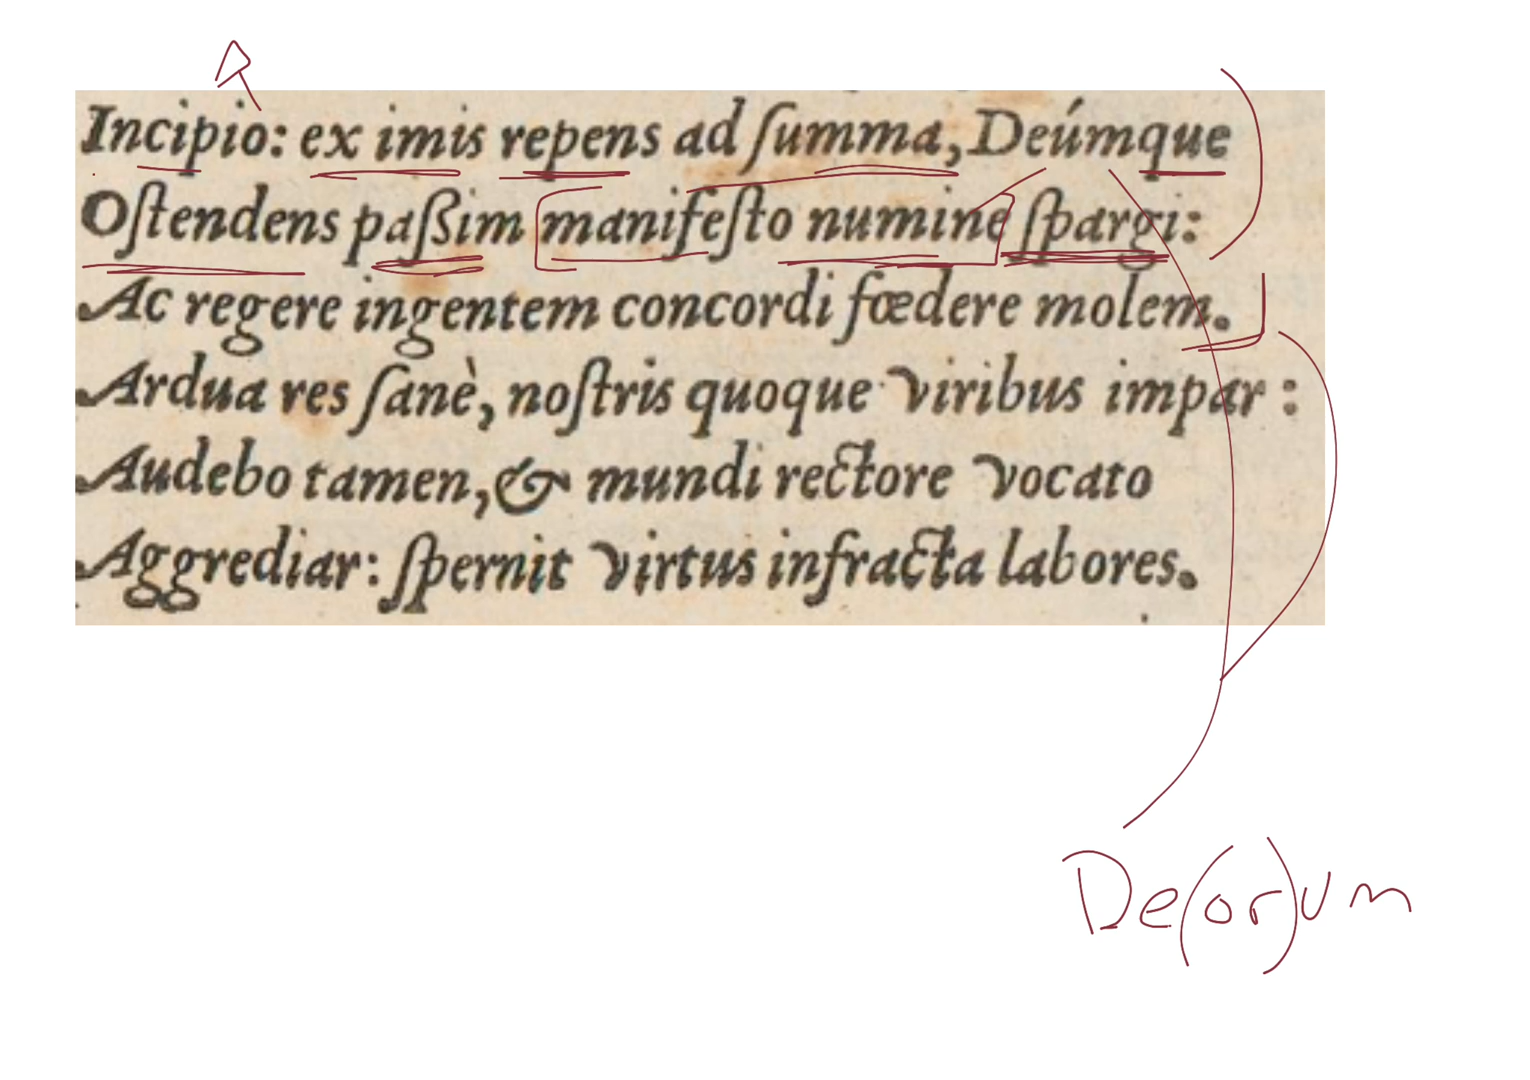 Incipio: ex imis repens ad ſumma, Deúmque
Oſtendens paſßim manifeſto numine ſpargi:
Ac regere ingentem concordi fœdere molem.
Ardua res ſanè, noſtris quoque viribus impar :
Audebo tamen, & mundi rectore vocato
Aggrediar: ſpernit virtus infracta labores.
De(or)um